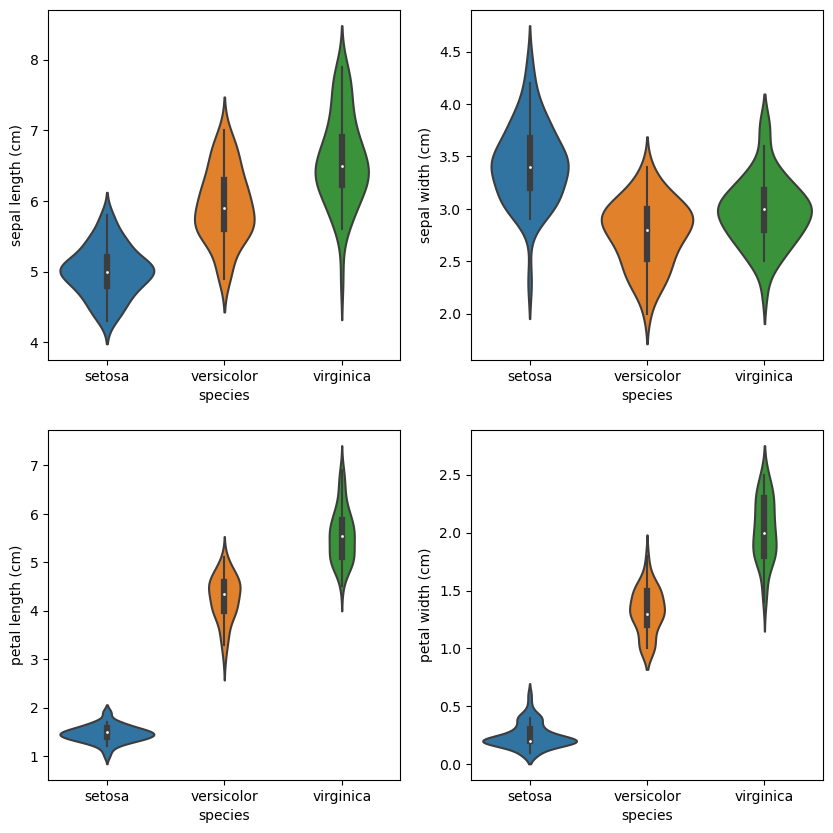 sepal length (cm)
8
7
6
5
4
setosa versicolor virginica
species
sepal width (cm)
4.5
4.0
3.5
3.0
2.5
2.0
setosa versicolor virginica
species
petal length (cm)
7
6
5
4
3
2
1
setosa versicolor virginica
species
petal width (cm)
2.5
2.0
1.5
1.0
0.5
0.0
setosa versicolor virginica
species